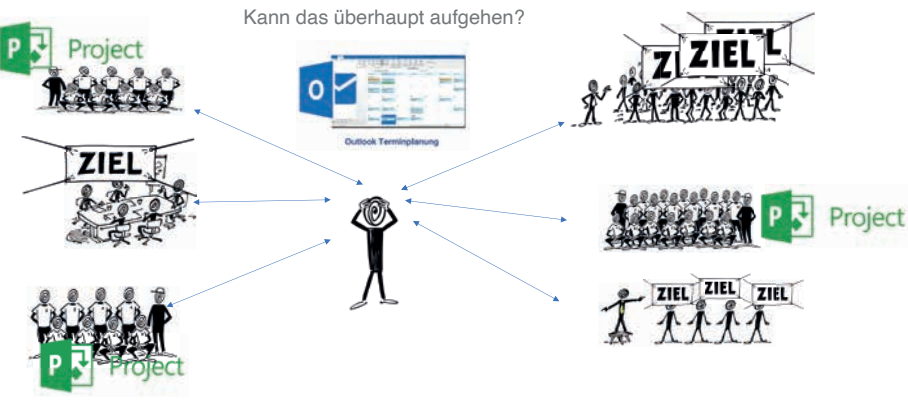 Kann das überhaupt aufgehen?
P Project
O
Outlook Terminplanung
ZIEL
ZIEL
ZIEL
ZIEL
P Project
P Project
ZIEL
ZIEL
ZIEL